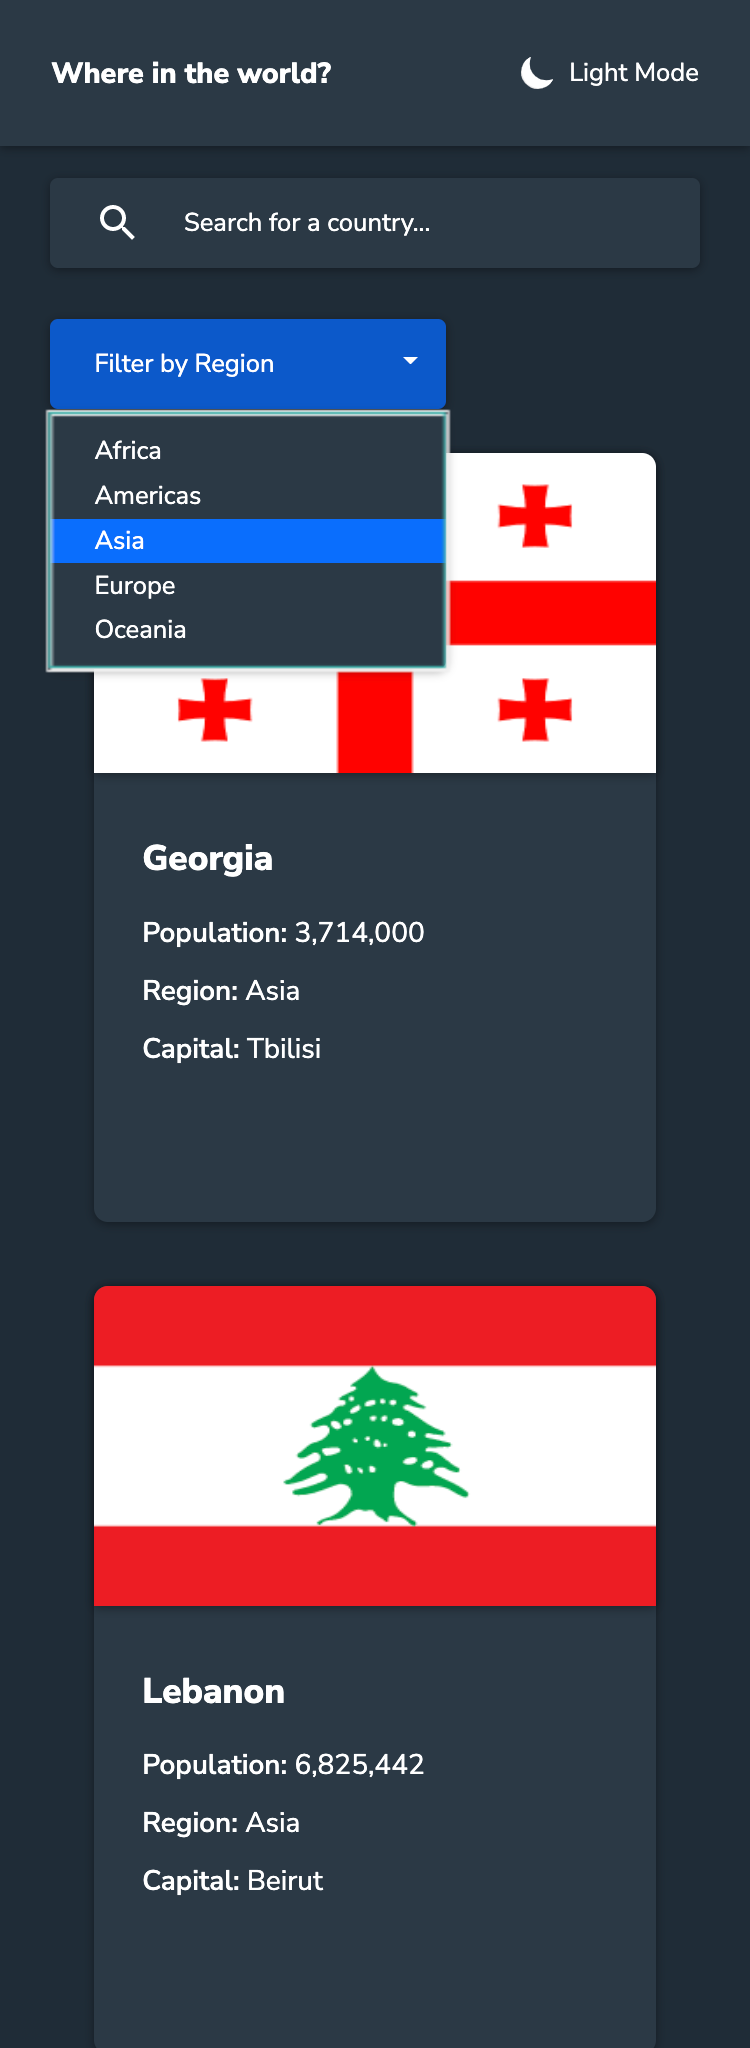 Where in the world?
Light Mode
Search for a country...
Filter by Region
Africa
Americas
Asia
Europe
Oceania
Georgia
Population: 3,714,000
Region: Asia
Capital: Tbilisi
Lebanon
Population: 6,825,442
Region: Asia
Capital: Beirut